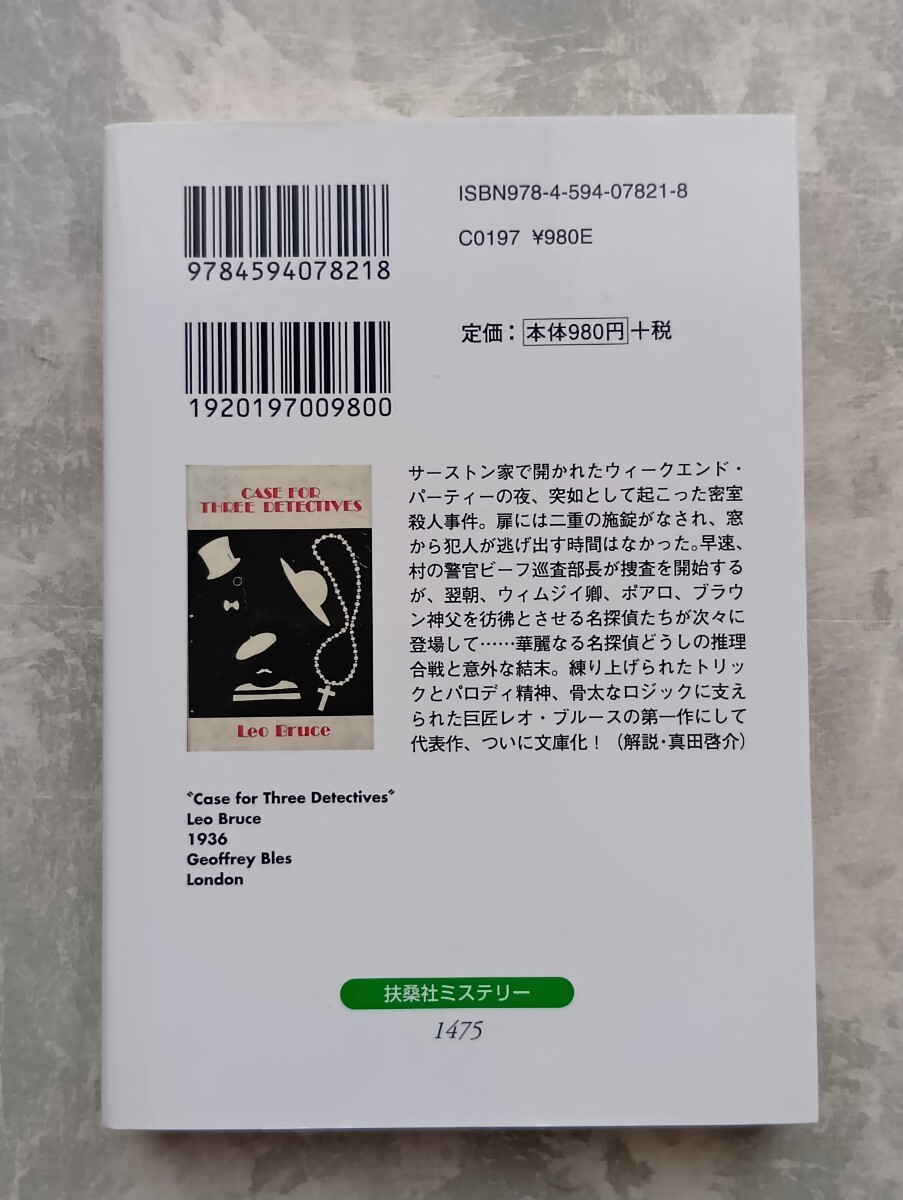 ISBN978-4-594-07821-8
C0197 ¥980E
9784594078218
定価：本体980円+税
1920197009800
CASE FOR
THREE DETECTIVES
Leo Bruce
サーストン家で開かれたウィークエンド・
パーティーの夜、突如として起こった密室
殺人事件。扉には二重の施錠がなされ、窓
から犯人が逃げ出す時間はなかった。早速、
村の警官ビーフ巡査部長が捜査を開始する
が、翌朝、ウィムジイ卿、ポアロ、ブラウ
ン神父を彷彿とさせる名探偵たちが次々に
登場して……華麗なる名探偵どうしの推理
合戦と意外な結末。練り上げられたトリッ
クとパロディ精神、骨太なロジックに支え
られた巨匠レオ・ブルースの第一作にして
代表作、ついに文庫化！（解説・真田啓介）
〝Case for Three Detectives〞
Leo Bruce
1936
Geoffrey Bles
London
扶桑社ミステリー
1475